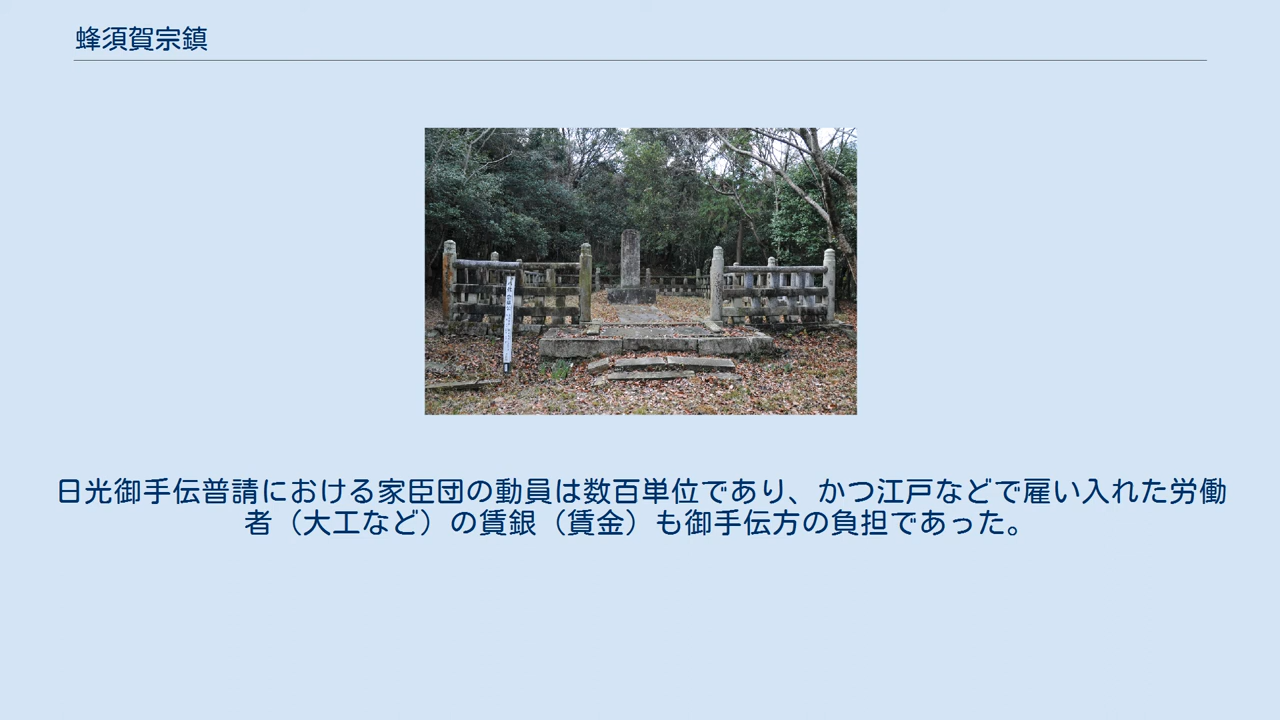 蜂須賀宗鎮
日光御手伝普請における家臣団の動員は数百単位であり、かつ江戸などで雇い入れた労働
者（大工など）の賃銀（賃金）も御手伝方の負担であった。